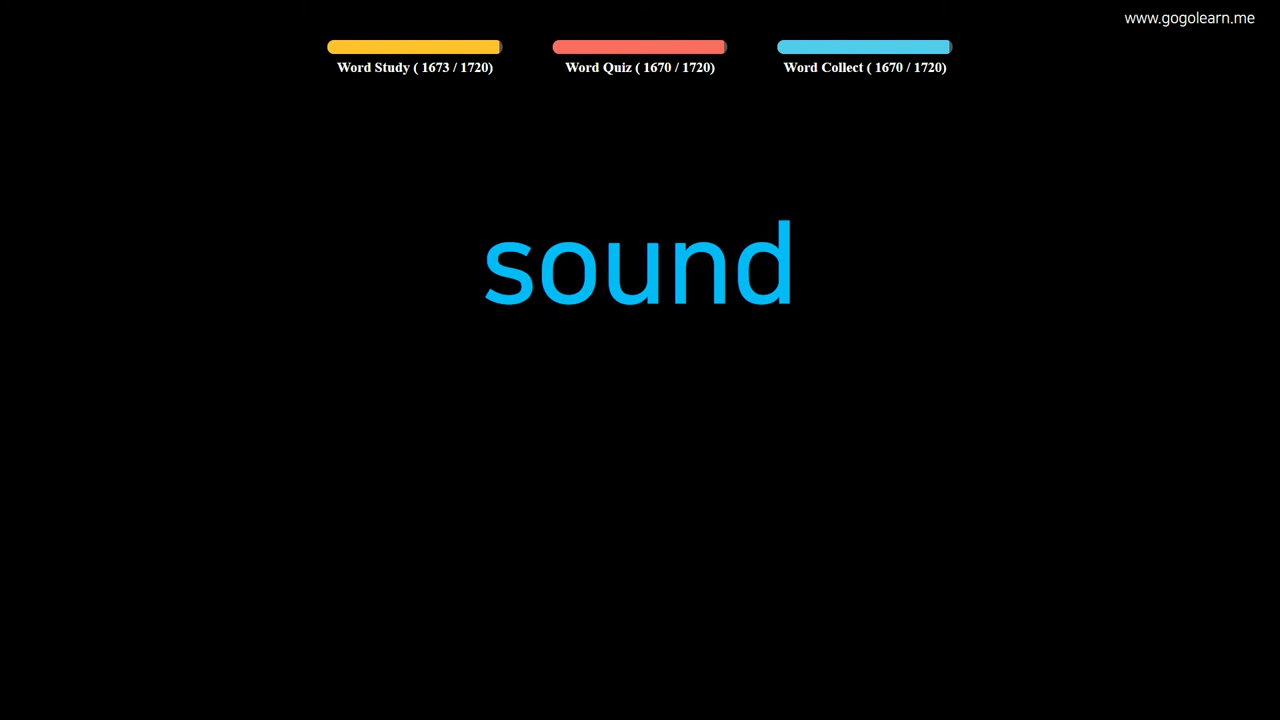 www.gogolearn.me
Word Study ( 1673 / 1720)
Word Quiz ( 1670 / 1720)
Word Collect ( 1670 / 1720)
sound